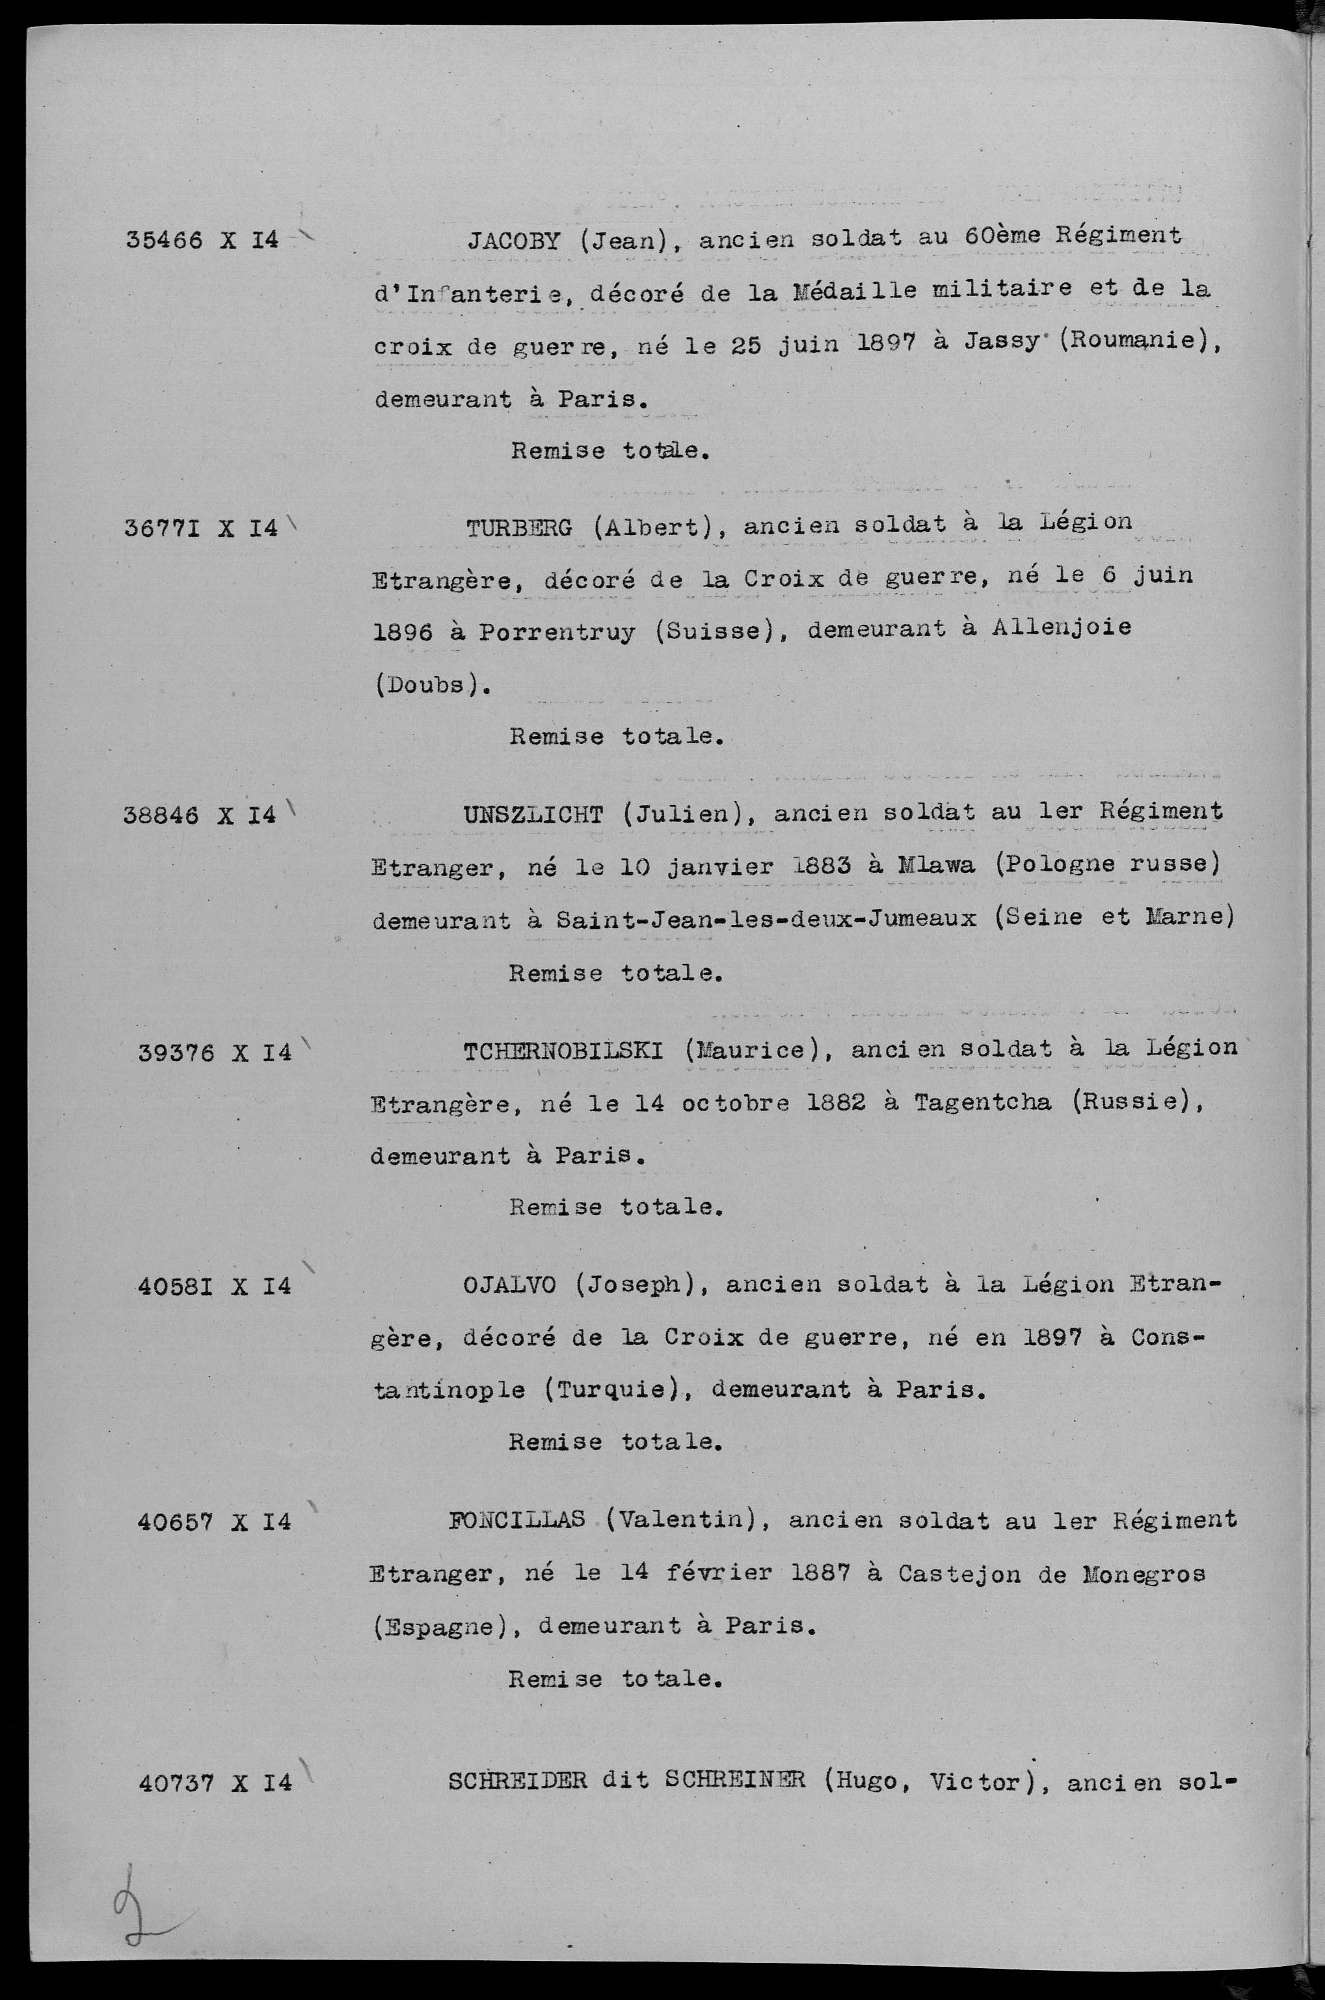 35466 X I4 JACOBY (Jean), ancien soldat au 60ème Régiment
d'Infanterie, décoré de la Médaille militaire et de la
croix de guerre, né le 25 juin 1897 à Jassy (Roumanie),
demeurant à Paris.
Remise totale.
3677I X I4 TURBERG (Albert), ancien soldat à la Légion
Etrangère, décoré de la Croix de guerre, né le 6 juin
1896 à Porrentruy (Suisse), demeurant à Allenjoie
(Doubs).
Remise totale.
38846 X I4 UNSZLICHT (Julien), ancien soldat au 1er Régiment
Etranger, né le 10 janvier 1883 à Mlawa (Pologne russe)
demeurant à Saint-Jean-les-deux-Jumeaux (Seine et Marne)
Remise totale.
39376 X I4 TCHERNOBILSKI (Maurice), ancien soldat à la Légion
Etrangère, né le 14 octobre 1882 à Tagentcha (Russie),
demeurant à Paris.
Remise totale.
4058I X I4 OJALVO (Joseph), ancien soldat à la Légion Etran-
gère, décoré de la Croix de guerre, né en 1897 à Cons-
tantinople (Turquie), demeurant à Paris.
Remise totale.
40657 X I4 FONCILLAS (Valentin), ancien soldat au 1er Régiment
Etranger, né le 14 février 1887 à Castejon de Monegros
(Espagne), demeurant à Paris.
Remise totale.
40737 X I4 SCHREIDER dit SCHREINER (Hugo, Victor), ancien sol-
2